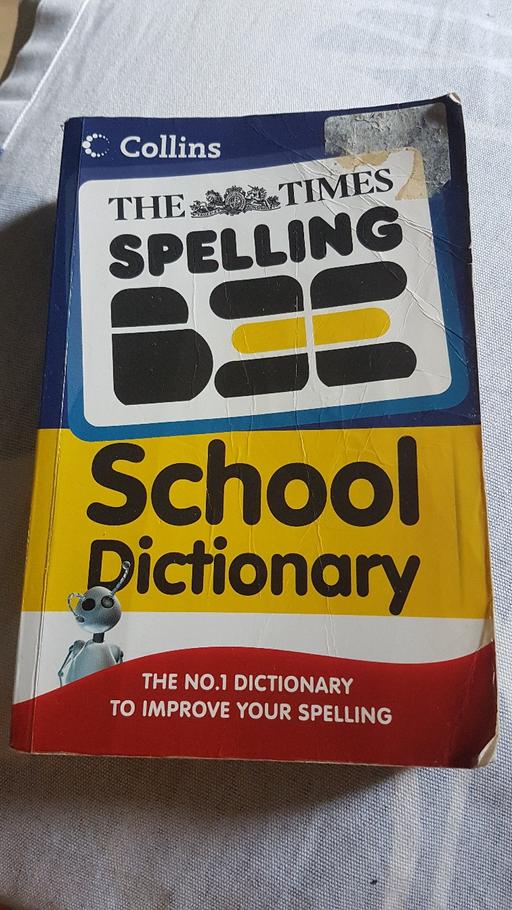 Collins
THE TIMES
SPELLING
BEE
School
Dictionary
THE NO.1 DICTIONARY
TO IMPROVE YOUR SPELLING